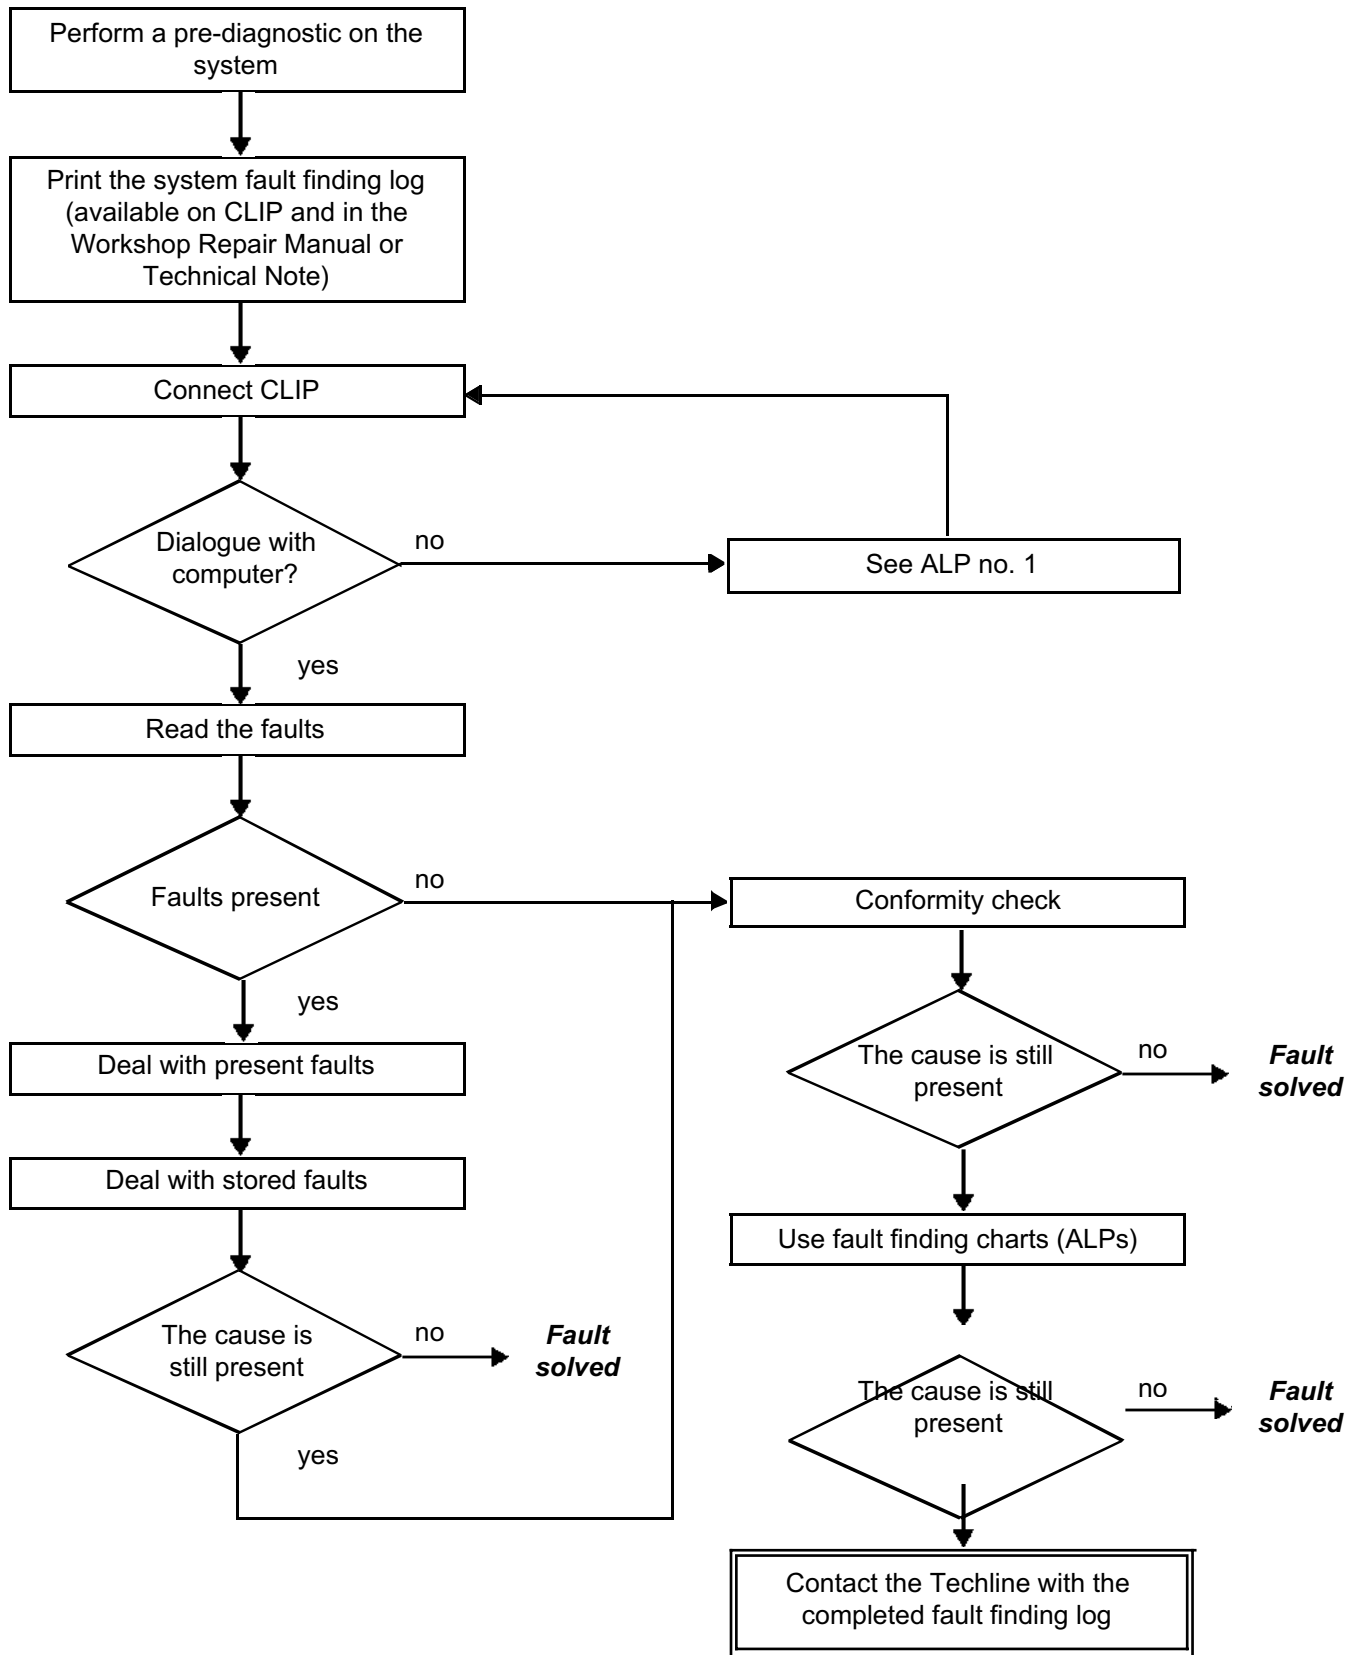 Perform a pre-diagnostic on the
system
Print the system fault finding log
(available on CLIP and in the
Workshop Repair Manual or
Technical Note)
Connect CLIP
Dialogue with
computer?
no
See ALP no. 1
yes
Read the faults
Faults present
no
Conformity check
yes
Deal with present faults
The cause is still
present
no
Fault
solved
Deal with stored faults
Use fault finding charts (ALPs)
The cause is
still present
no
Fault
solved
The cause is still
present
no
Fault
solved
yes
Contact the Techline with the
completed fault finding log